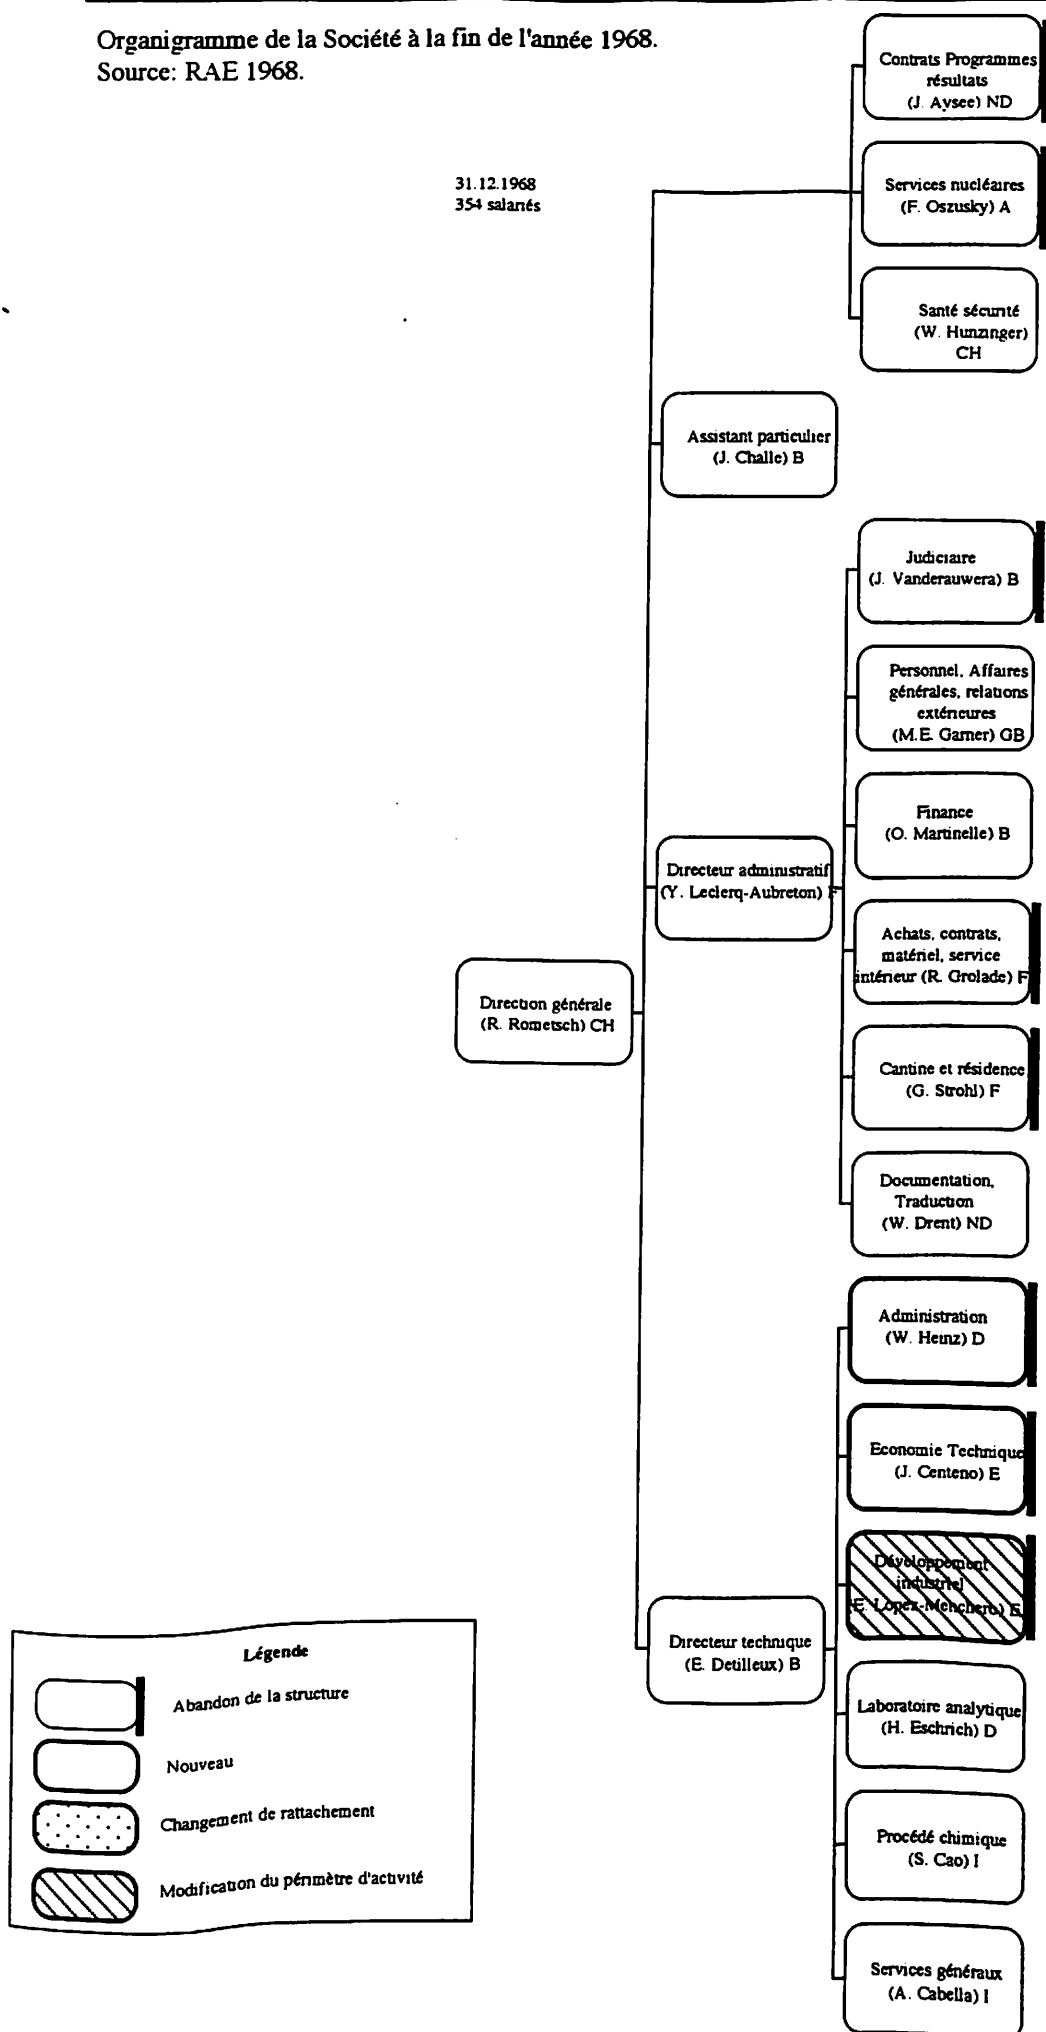 Organigramme de la Société à la fin de l'année 1968.
Source: RAE 1968.
31.12.1968
354 salariés
Contrats Programmes
résultats
(J. Aysee) ND
Services nucléaires
(F. Oszusky) A
Santé sécurité
(W. Hunzinger)
CH
Assistant particulier
(J. Challe) B
Judiciaire
(J. Vanderauwera) B
Personnel, Affaires
générales, relations
extérieures
(M.E. Garner) GB
Finance
(O. Martinelle) B
Directeur administratif
(Y. Leclerq-Aubreton) F
Achats, contrats,
matériel, service
intérieur (R. Grolade) F
Direction générale
(R. Rometsch) CH
Cantine et résidence
(G. Strohl) F
Documentation,
Traduction
(W. Drent) ND
Administration
(W. Heinz) D
Economie Technique
(J. Centeno) E
Développement
industriel
(E. Lopez-Menchero) E
Directeur technique
(E. Detilleux) B
Laboratoire analytique
(H. Eschrich) D
Procédé chimique
(S. Cao) I
Services généraux
(A. Cabella) I
Légende
Abandon de la structure
Nouveau
Changement de rattachement
Modification du périmètre d'activité